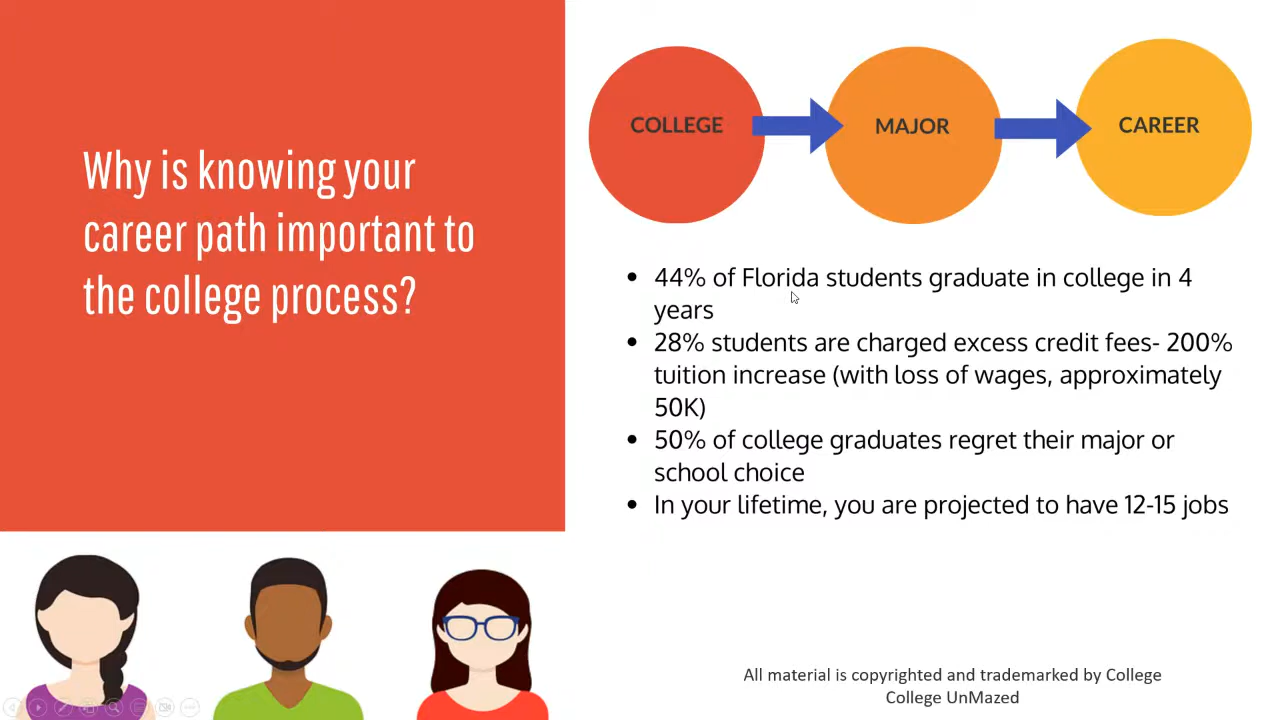 Why is knowing your
career path important to
the college process?
COLLEGE
MAJOR
CAREER
• 44% of Florida students graduate in college in 4
years
• 28% students are charged excess credit fees- 200%
tuition increase (with loss of wages, approximately
50K)
• 50% of college graduates regret their major or
school choice
• In your lifetime, you are projected to have 12-15 jobs
All material is copyrighted and trademarked by College
College UnMazed